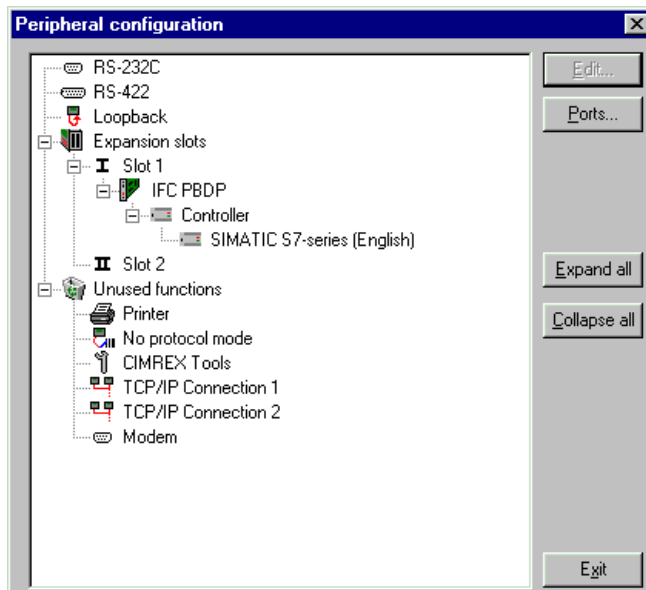 Peripheral configuration
RS-232C
RS-422
Loopback
Expansion slots
I Slot 1
IFC PBDP
Controller
SIMATIC S7-series (English)
II Slot 2
Unused functions
Printer
No protocol mode
CIMREX Tools
TCP/IP Connection 1
TCP/IP Connection 2
Modem
Edit...
Ports...
Expand all
Collapse all
Exit